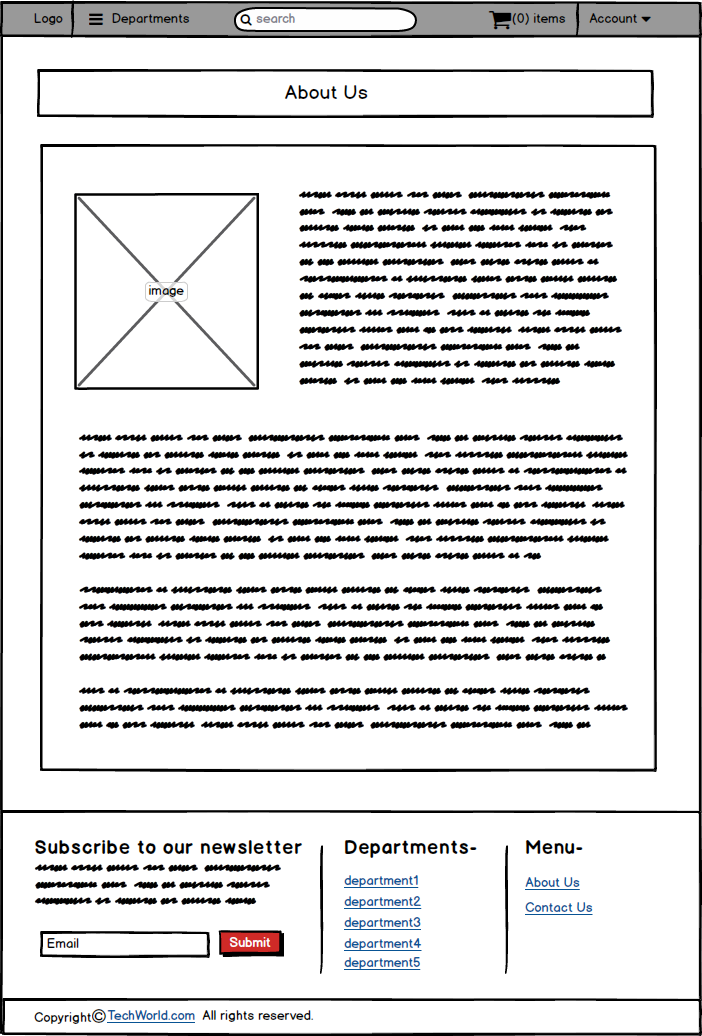 Logo
Departments
search
(0) items
Account
About Us
image
Subscribe to our newsletter
Email
Submit
Departments-
department1
department2
department3
department4
department5
Menu-
About Us
Contact Us
Copyright© TechWorld.com All rights reserved.